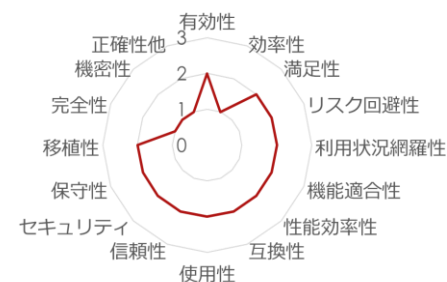 有効性
効率性
満足性
リスク回避性
利用状況網羅性
機能適合性
性能効率性
互換性
使用性
信頼性
セキュリティ
保守性
移植性
完全性
機密性
正確性他
3
2
1
0